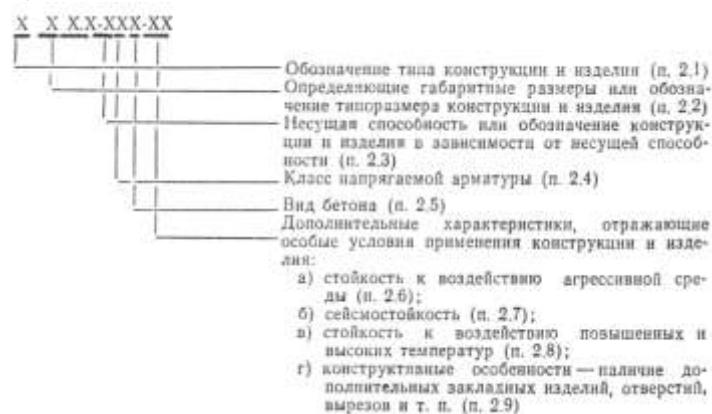 X X X.X-XXX-XX
Обозначение типа конструкции и изделия (п. 2.1)
Определяющие габаритные размеры или обозна-
чение типоразмера конструкции и изделия (п. 2.2)
Несущая способность или обозначение конструк-
ции и изделия в зависимости от несущей способ-
ности (п. 2.3)
Класс напрягаемой арматуры (п. 2.4)
Вид бетона (п. 2.5)
Дополнительные характеристики, отражающие
особые условия применения конструкции и изде-
лия:
а) стойкость к воздействию агрессивной сре-
ды (п. 2.6);
б) сейсмостойкость (п. 2.7);
в) стойкость к воздействию повышенных и
высоких температур (п. 2.8);
г) конструктивные особенности — наличие до-
полнительных закладных изделий, отверстий,
вырезов и т. п. (п. 2.9)